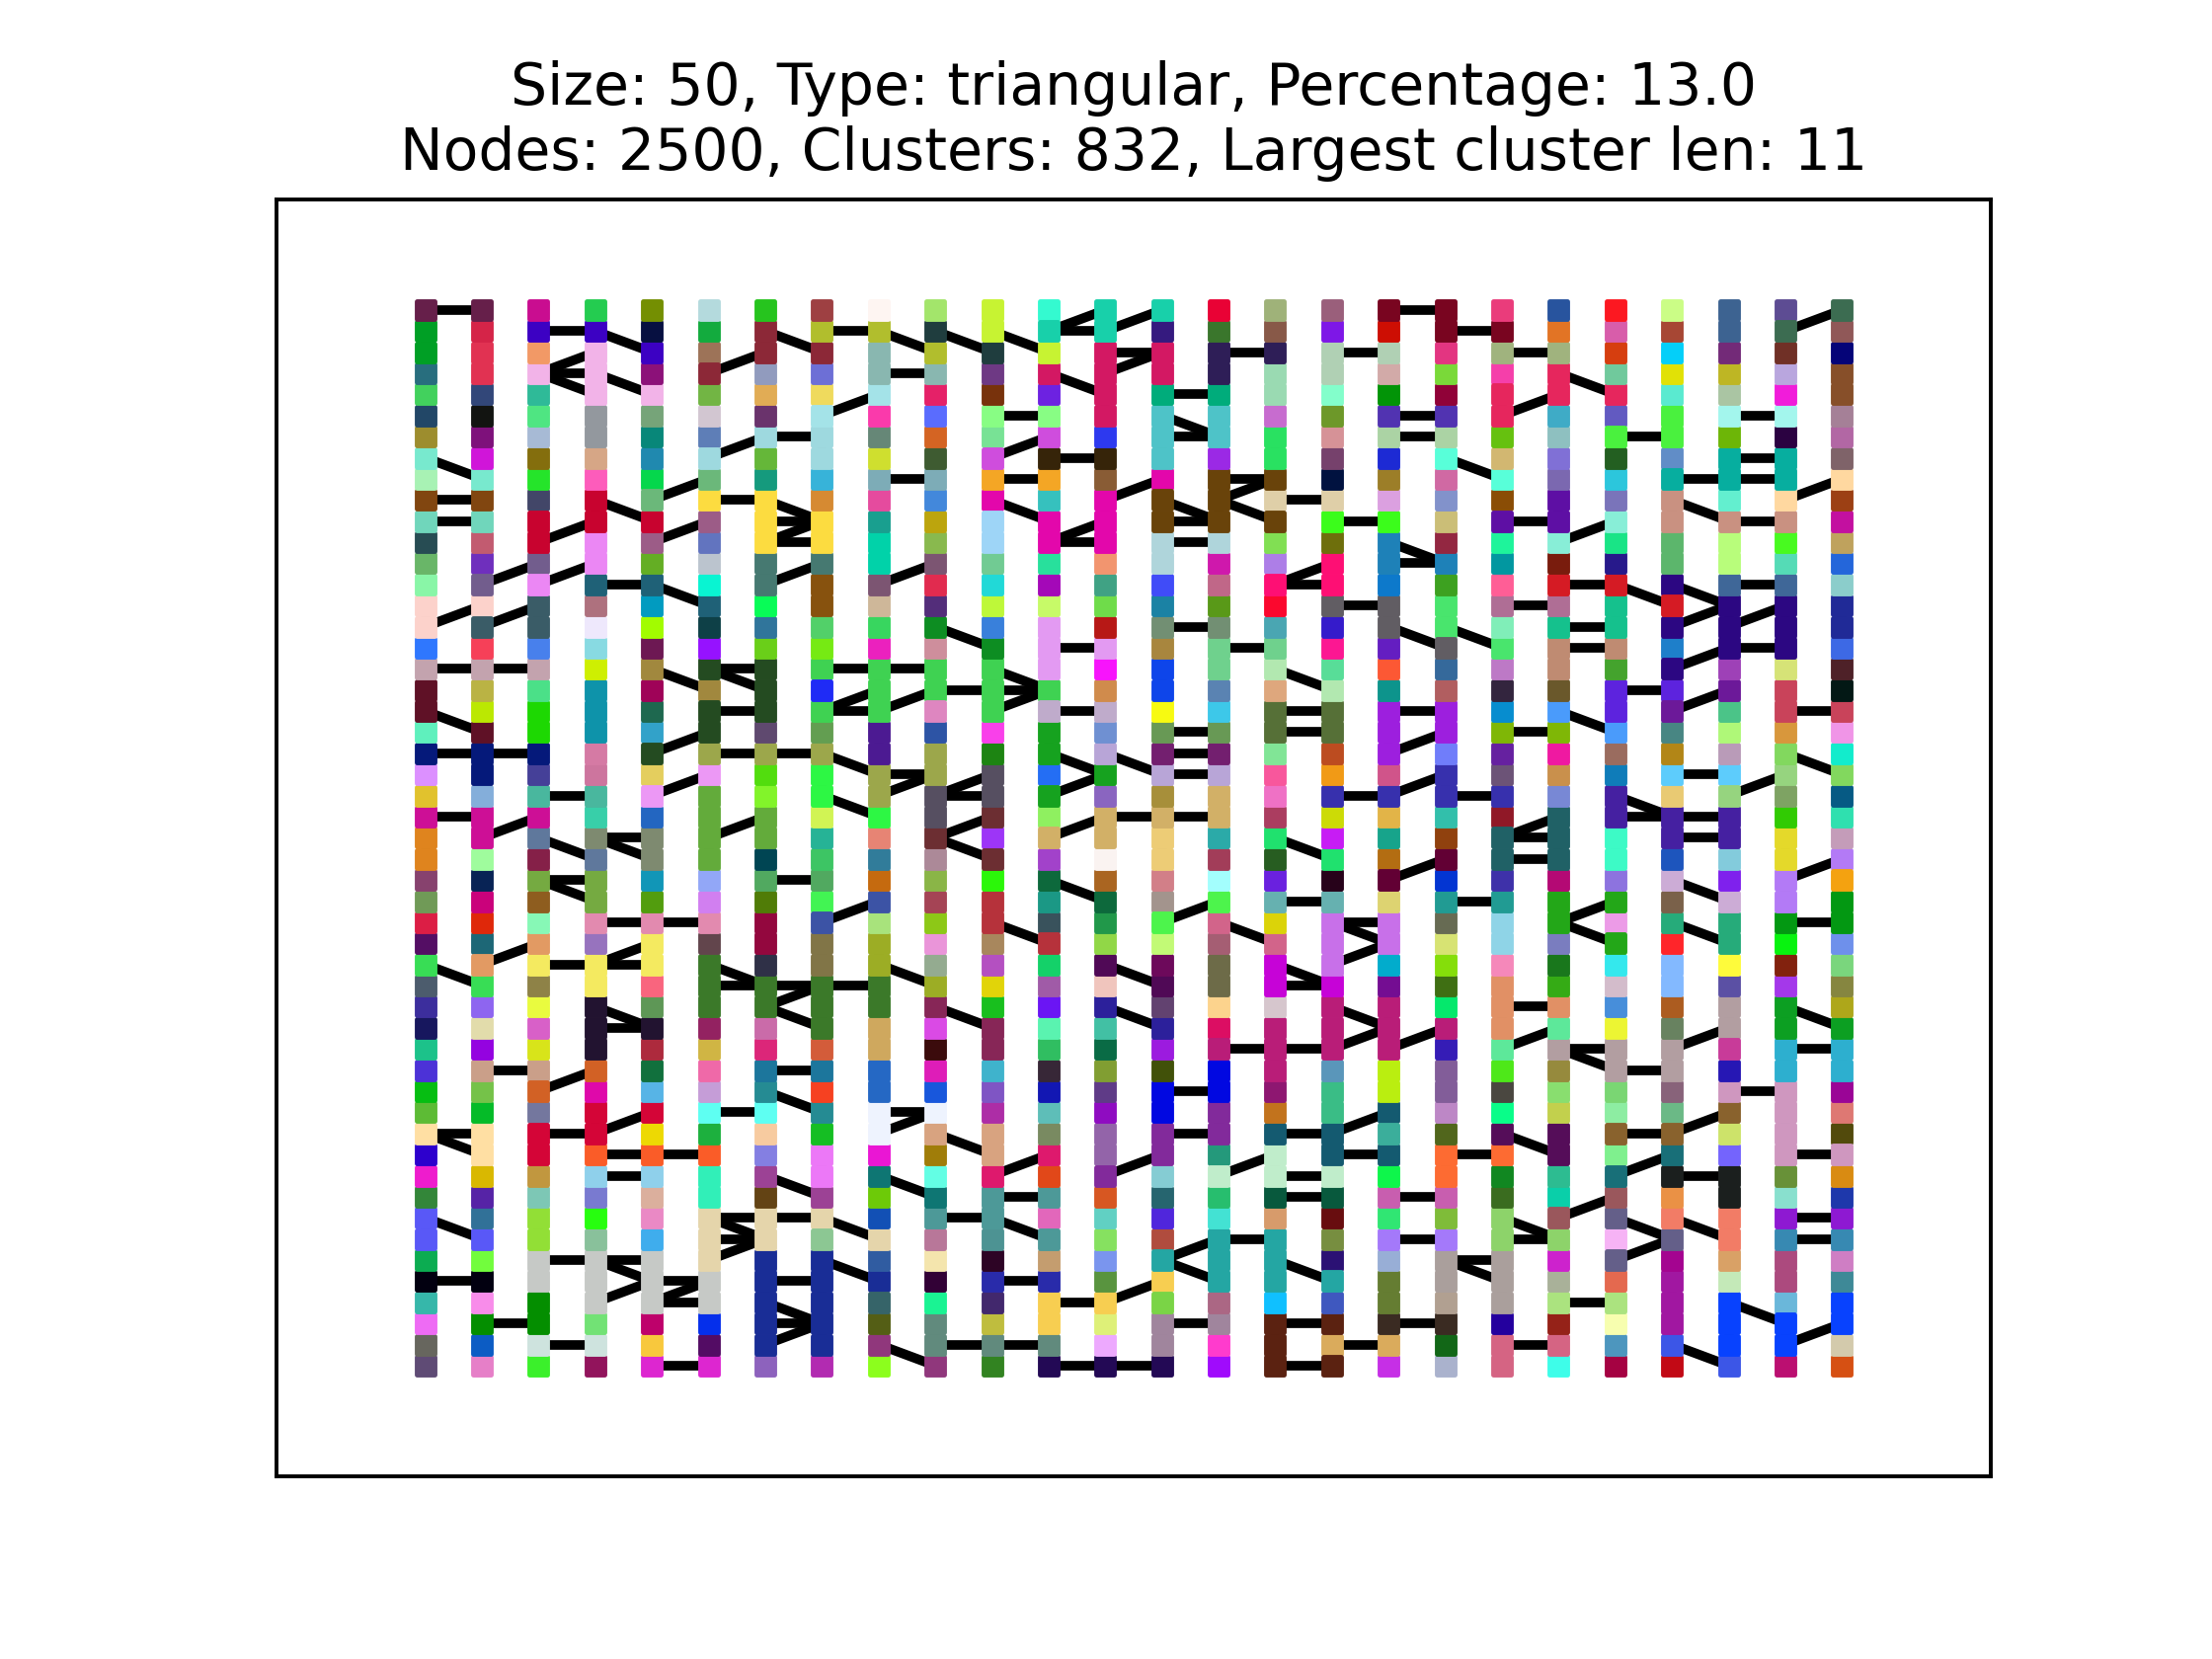 Size: 50, Type: triangular, Percentage: 13.0
Nodes: 2500, Clusters: 832, Largest cluster len: 11